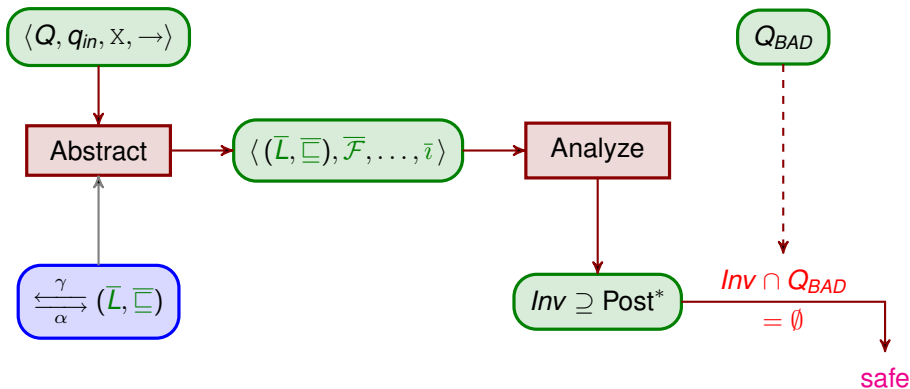 ⟨Q, q_in, X, →⟩
Q_BAD
Abstract
⟨ (L̅, ⊑̅), F̅, . . . , ῑ ⟩
Analyze
⟵γ ⟶α (L̅, ⊑̅)
Inv ⊇ Post*
Inv ∩ Q_BAD
= ∅
safe